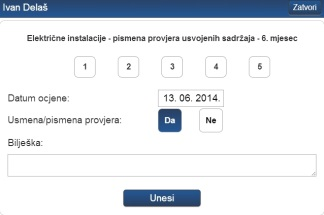 Ivan Delaš Zatvori
Električne instalacije - pismena provjera usvojenih sadržaja - 6. mjesec
1 2 3 4 5
Datum ocjene: 13. 06. 2014.
Usmena/pismena provjera: Da Ne
Bilješka:
Unesi